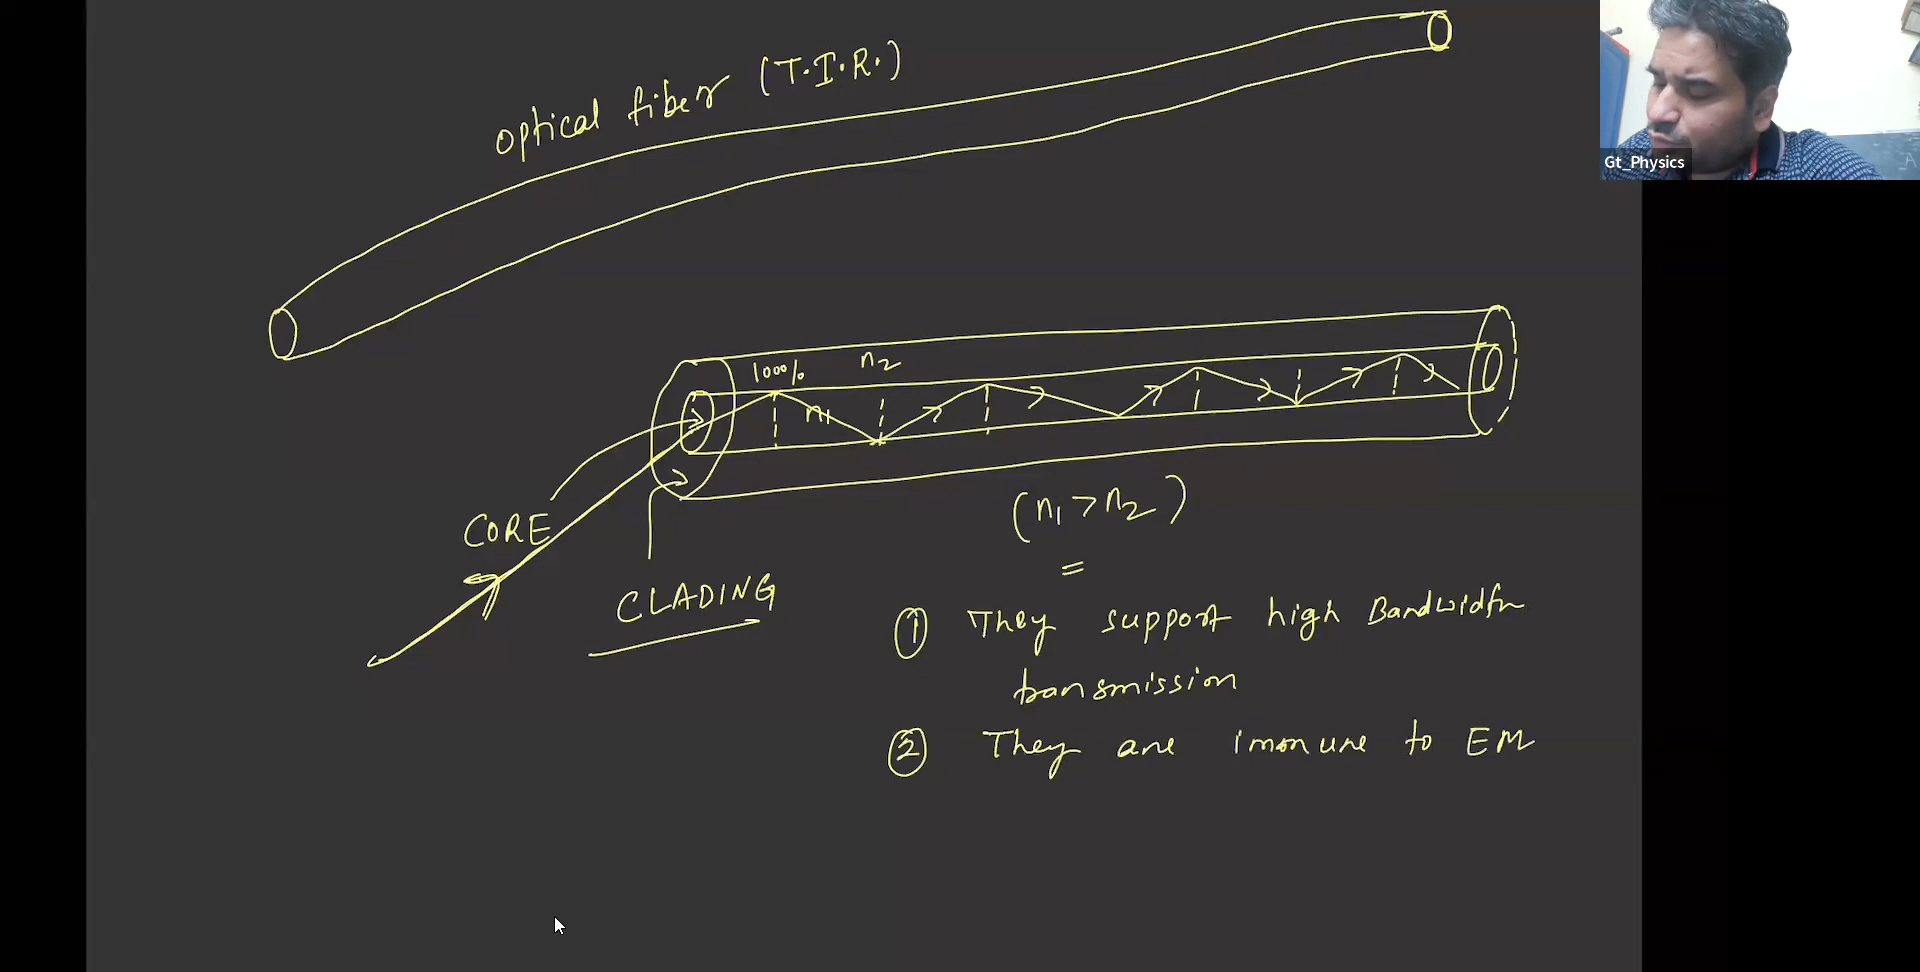 optical fiber (T.I.R.)
Gt_Physics
100% n2
n1
CORE
(n1 > n2)
=
CLADING
① They support high Bandwidth
transmission
② They are immune to EM